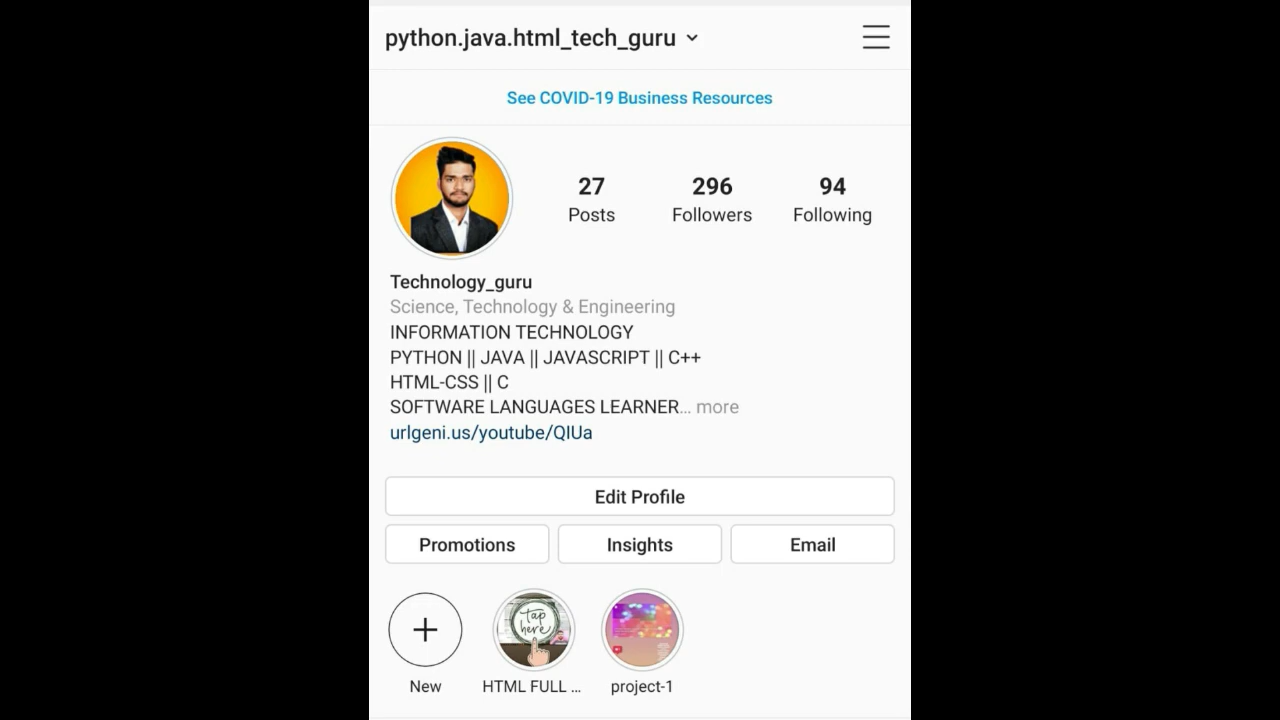 python.java.html_tech_guru
See COVID-19 Business Resources
27 296 94
Posts Followers Following
Technology_guru
Science, Technology & Engineering
INFORMATION TECHNOLOGY
PYTHON || JAVA || JAVASCRIPT || C++
HTML-CSS || C
SOFTWARE LANGUAGES LEARNER... more
urlgeni.us/youtube/QIUa
Edit Profile
Promotions Insights Email
tap
here
New HTML FULL ... project-1